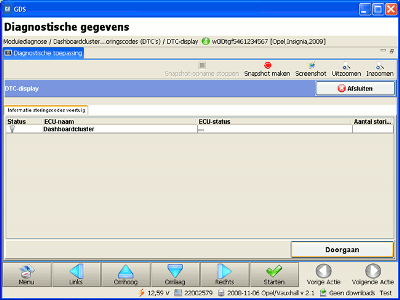 GDS
Diagnostische gegevens
Modulediagnose / Dashboardcluster...oringscodes (DTC's) / DTC-display w0l0tgf5461234567 [Opel,Insignia,2009]
Diagnostische toepassing
Snapshot-opname stoppen Snapshot maken Screenshot Uitzoomen Inzoomen
DTC-display Afsluiten
Informatie storingscodes voertuig
Status ECU-naam ECU-status Aantal stori...
Dashboardcluster ---
Doorgaan
Menu Links Omhoog Omlaag Rechts Starten Vorige Actie Volgende Actie
12,59 V 22002579 2008-11-06 Opel/Vauxhall v 2.1 Geen downloads Test